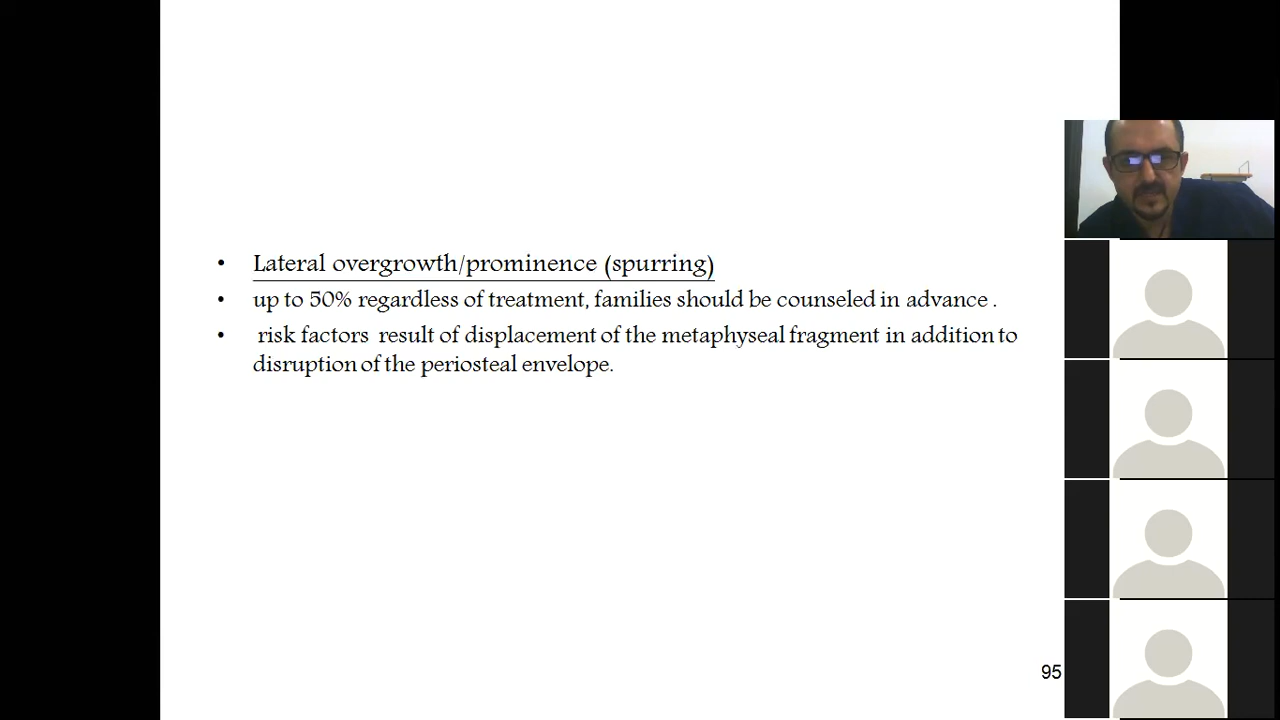 • Lateral overgrowth/prominence (spurring)
• up to 50% regardless of treatment, families should be counseled in advance .
• risk factors result of displacement of the metaphyseal fragment in addition to
disruption of the periosteal envelope.
95